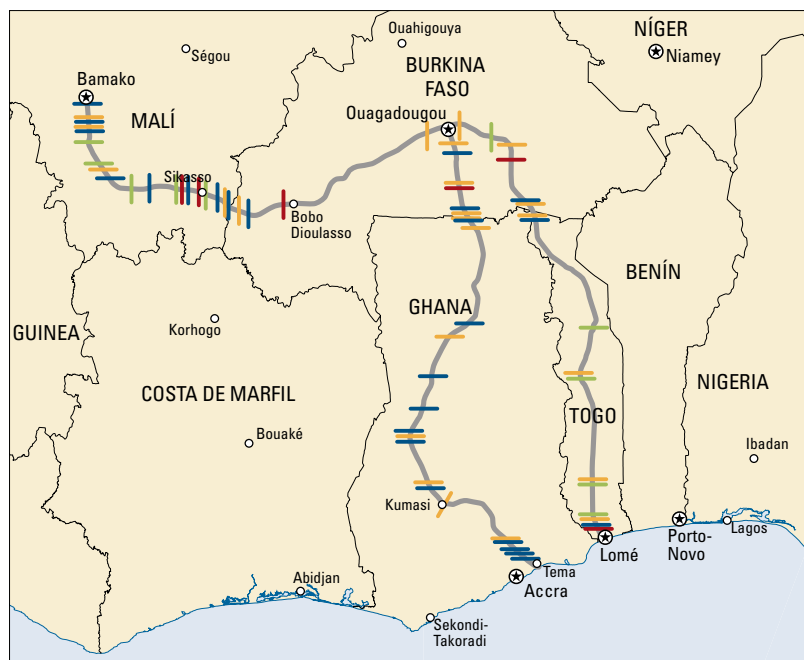 Ouahigouya
NÍGER
Ségou
Niamey
BURKINA
FASO
Bamako
Ouagadougou
MALÍ
Sikasso
Bobo
Dioulasso
BENÍN
GHANA
Korhogo
GUINEA
COSTA DE MARFIL
NIGERIA
TOGO
Bouaké
Ibadan
Kumasi
Lagos
Porto-
Novo
Lomé
Tema
Abidjan
Accra
Sekondi-
Takoradi